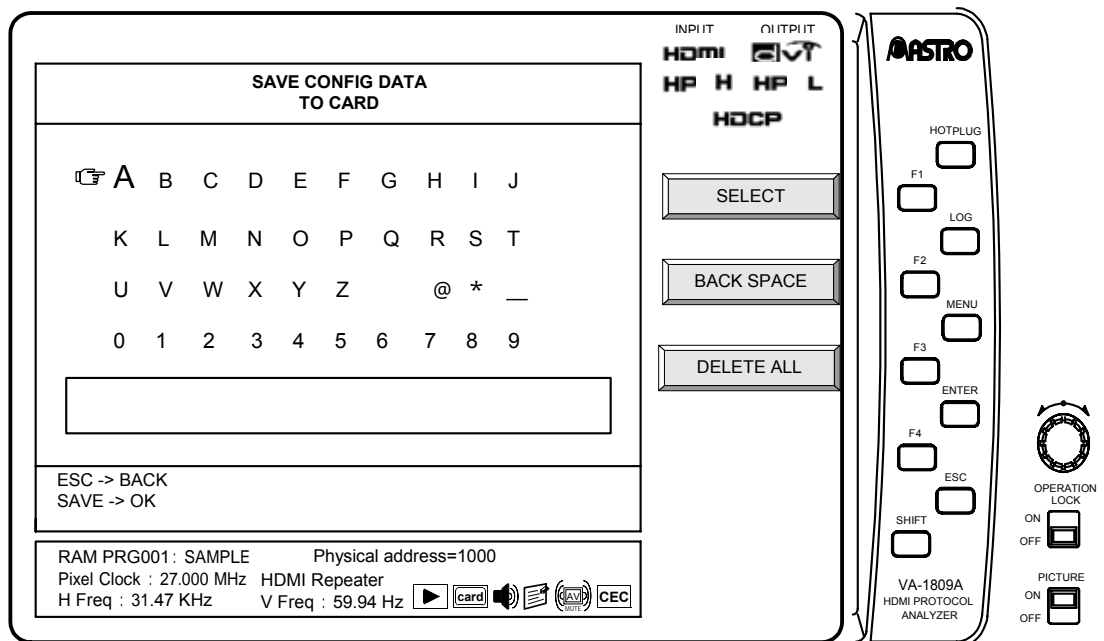 SAVE CONFIG DATA
TO CARD
A B C D E F G H I J
K L M N O P Q R S T
U V W X Y Z @ * _
0 1 2 3 4 5 6 7 8 9
ESC -> BACK
SAVE -> OK
RAM PRG001 : SAMPLE Physical address=1000
Pixel Clock : 27.000 MHz HDMI Repeater
H Freq : 31.47 KHz V Freq : 59.94 Hz card AV MUTE CEC
INPUT OUTPUT
HDMI DVI
HP H HP L
HDCP
SELECT
BACK SPACE
DELETE ALL
ASTRO
HOTPLUG
F1
LOG
F2
MENU
F3
ENTER
F4
ESC
SHIFT
VA-1809A
HDMI PROTOCOL
ANALYZER
OPERATION
LOCK
ON
OFF
PICTURE
ON
OFF